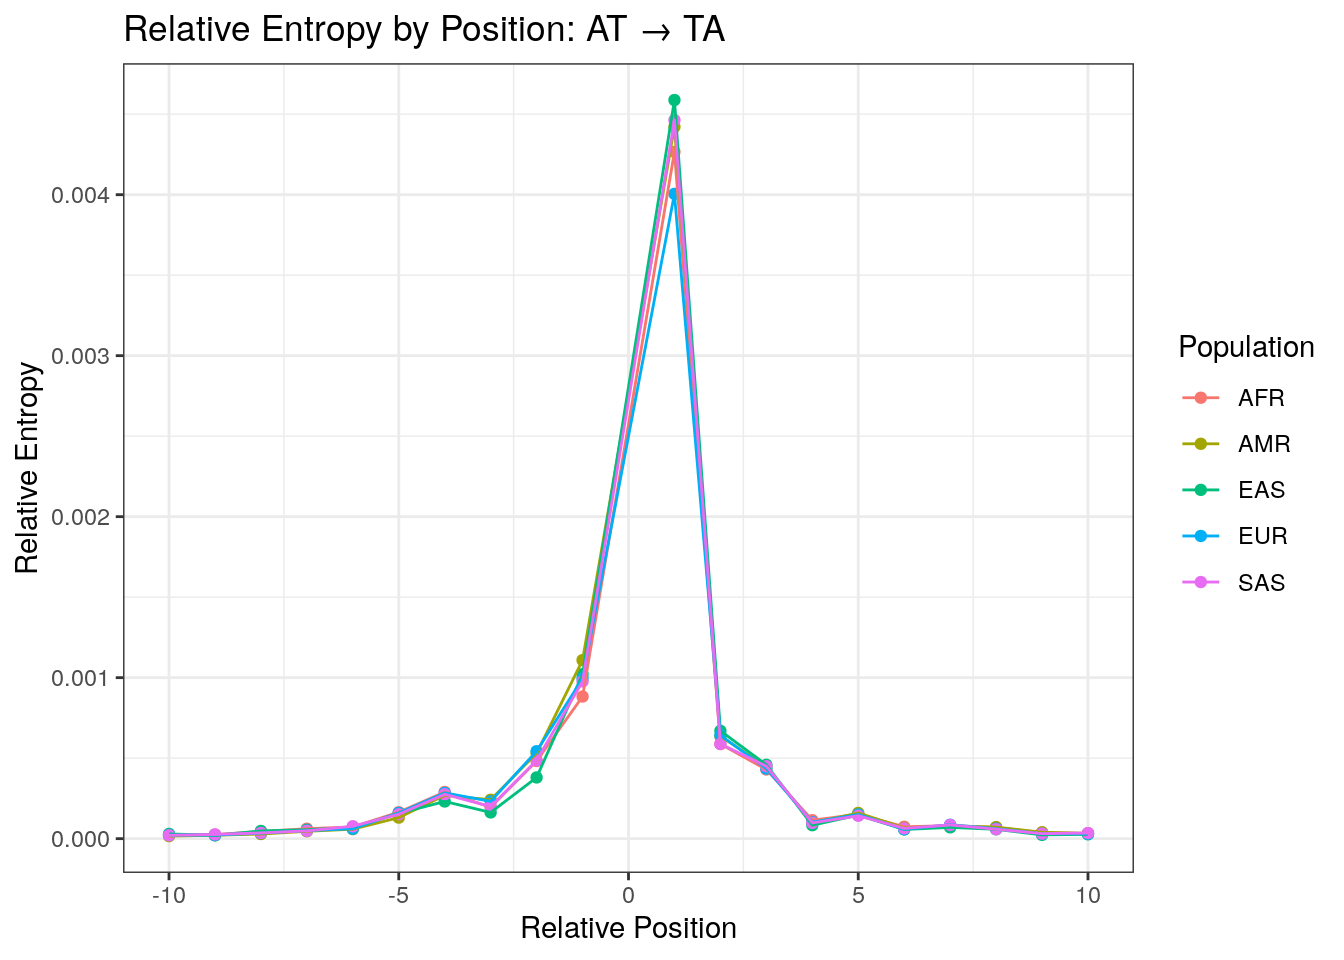 Relative Entropy by Position: AT → TA
Relative Entropy
0.004
0.003
0.002
0.001
0.000
-10
-5
0
5
10
Relative Position
Population
AFR
AMR
EAS
EUR
SAS